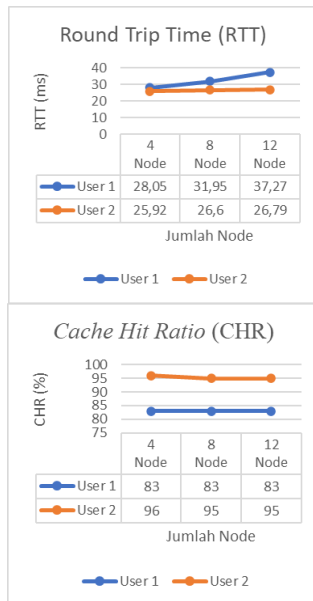 Round Trip Time (RTT)
RTT (ms)
40
30
20
10
0
4 Node 8 Node 12 Node
User 1 28,05 31,95 37,27
User 2 25,92 26,6 26,79
Jumlah Node
User 1 User 2
Cache Hit Ratio (CHR)
CHR (%)
100
95
90
85
80
75
4 Node 8 Node 12 Node
User 1 83 83 83
User 2 96 95 95
Jumlah Node
User 1 User 2